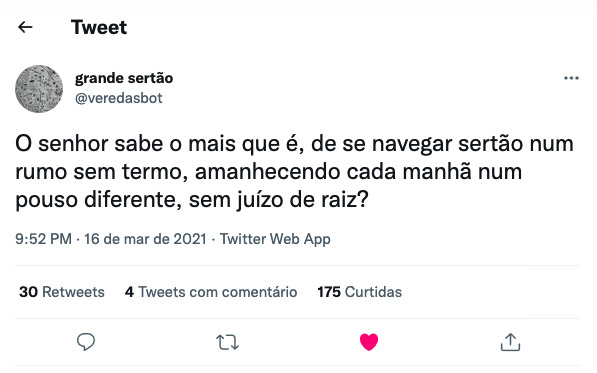 Tweet
grande sertão
@veredasbot
O senhor sabe o mais que é, de se navegar sertão num
rumo sem termo, amanhecendo cada manhã num
pouso diferente, sem juízo de raiz?
9:52 PM · 16 de mar de 2021 · Twitter Web App
30 Retweets 4 Tweets com comentário 175 Curtidas